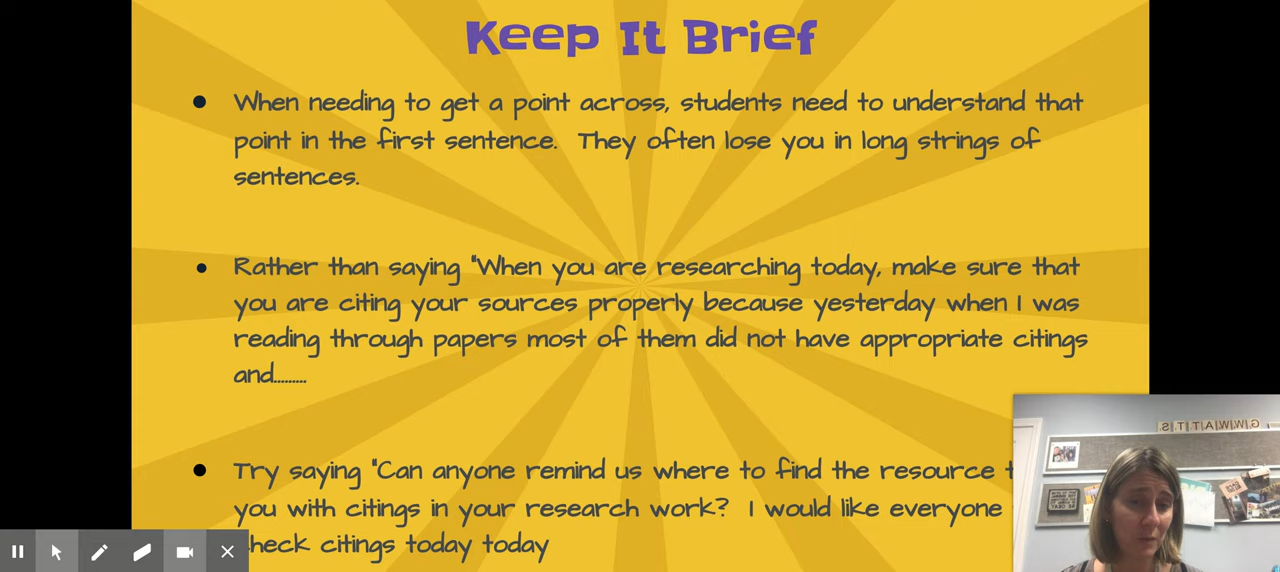 Keep It Brief
When needing to get a point across, students need to understand that
point in the first sentence. They often lose you in long strings of
sentences.
Rather than saying "When you are researching today, make sure that
you are citing your sources properly because yesterday when I was
reading through papers most of them did not have appropriate citings
and.........
Try saying "Can anyone remind us where to find the resource
you with citings in your research work? I would like everyone
citings today today